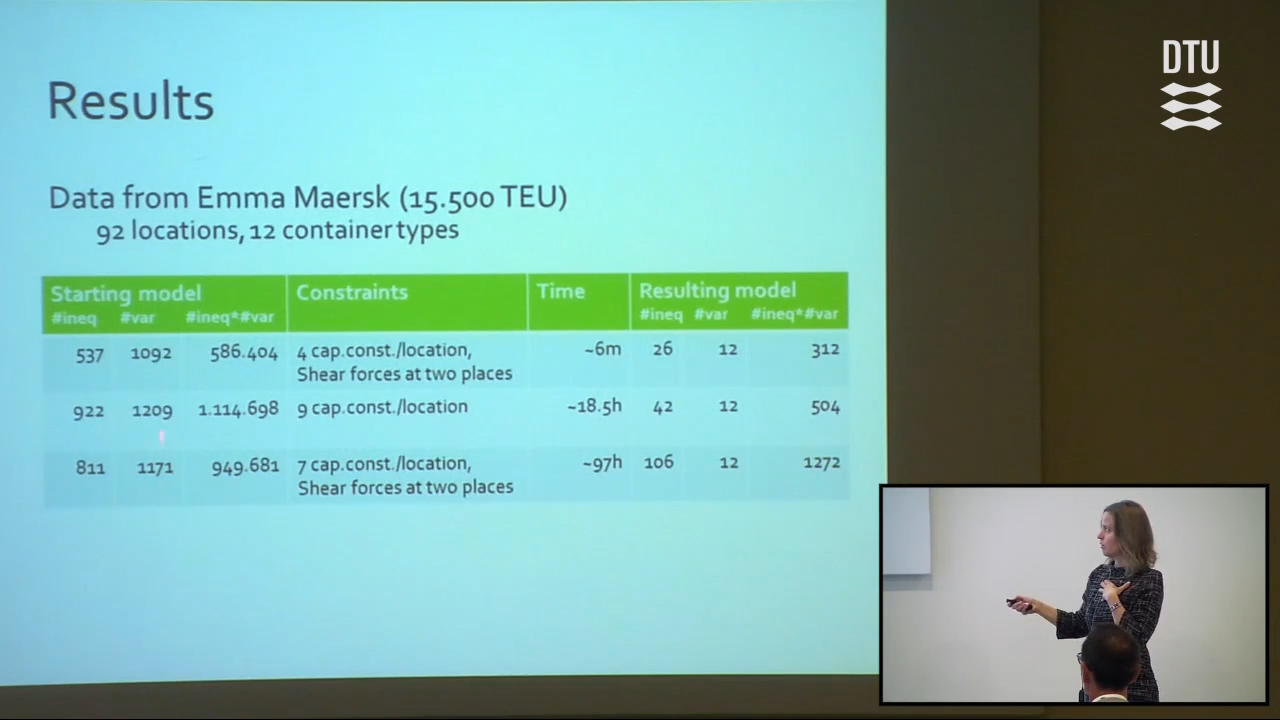 DTU
Results
Data from Emma Maersk (15.500 TEU)
92 locations, 12 container types
Starting model Constraints Time Resulting model
#ineq #var #ineq*#var #ineq #var #ineq*#var
537 1092 586.404 4 cap.const./location, ~6m 26 12 312
Shear forces at two places
922 1209 1.114.698 9 cap.const./location ~18.5h 42 12 504
811 1171 949.681 7 cap.const./location, ~97h 106 12 1272
Shear forces at two places